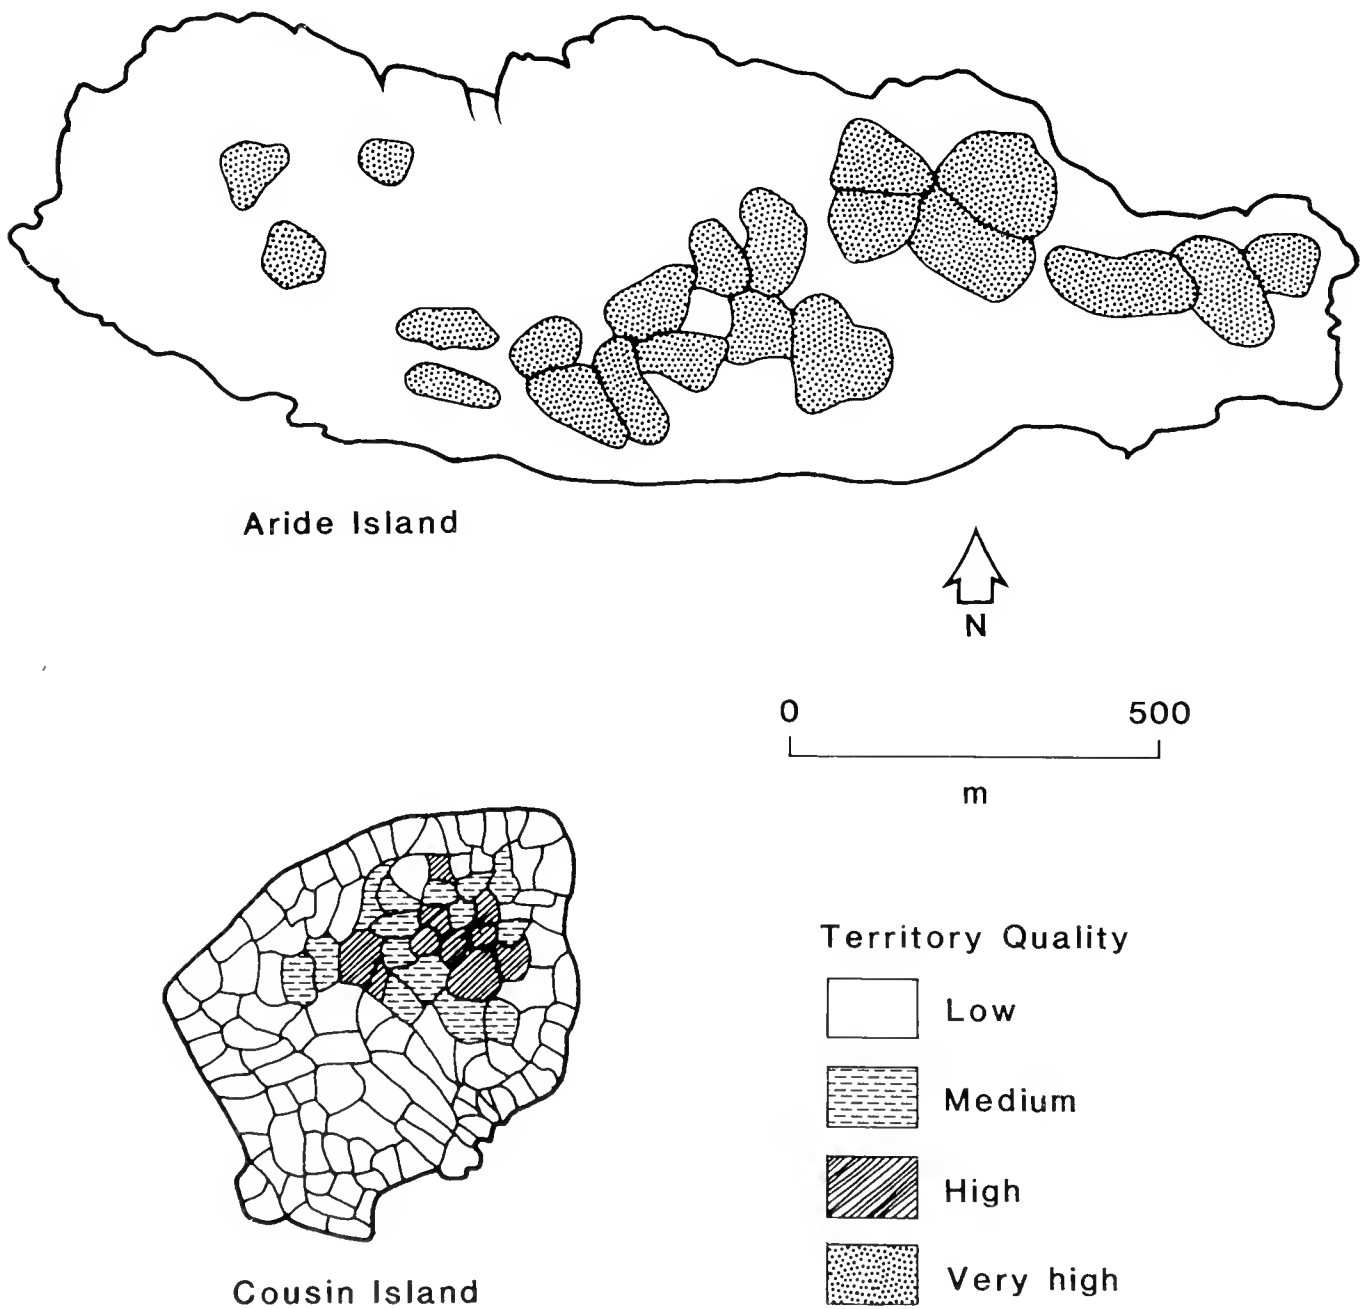 Aride Island
N
0 500
m
Territory Quality
Low
Medium
High
Very high
Cousin Island